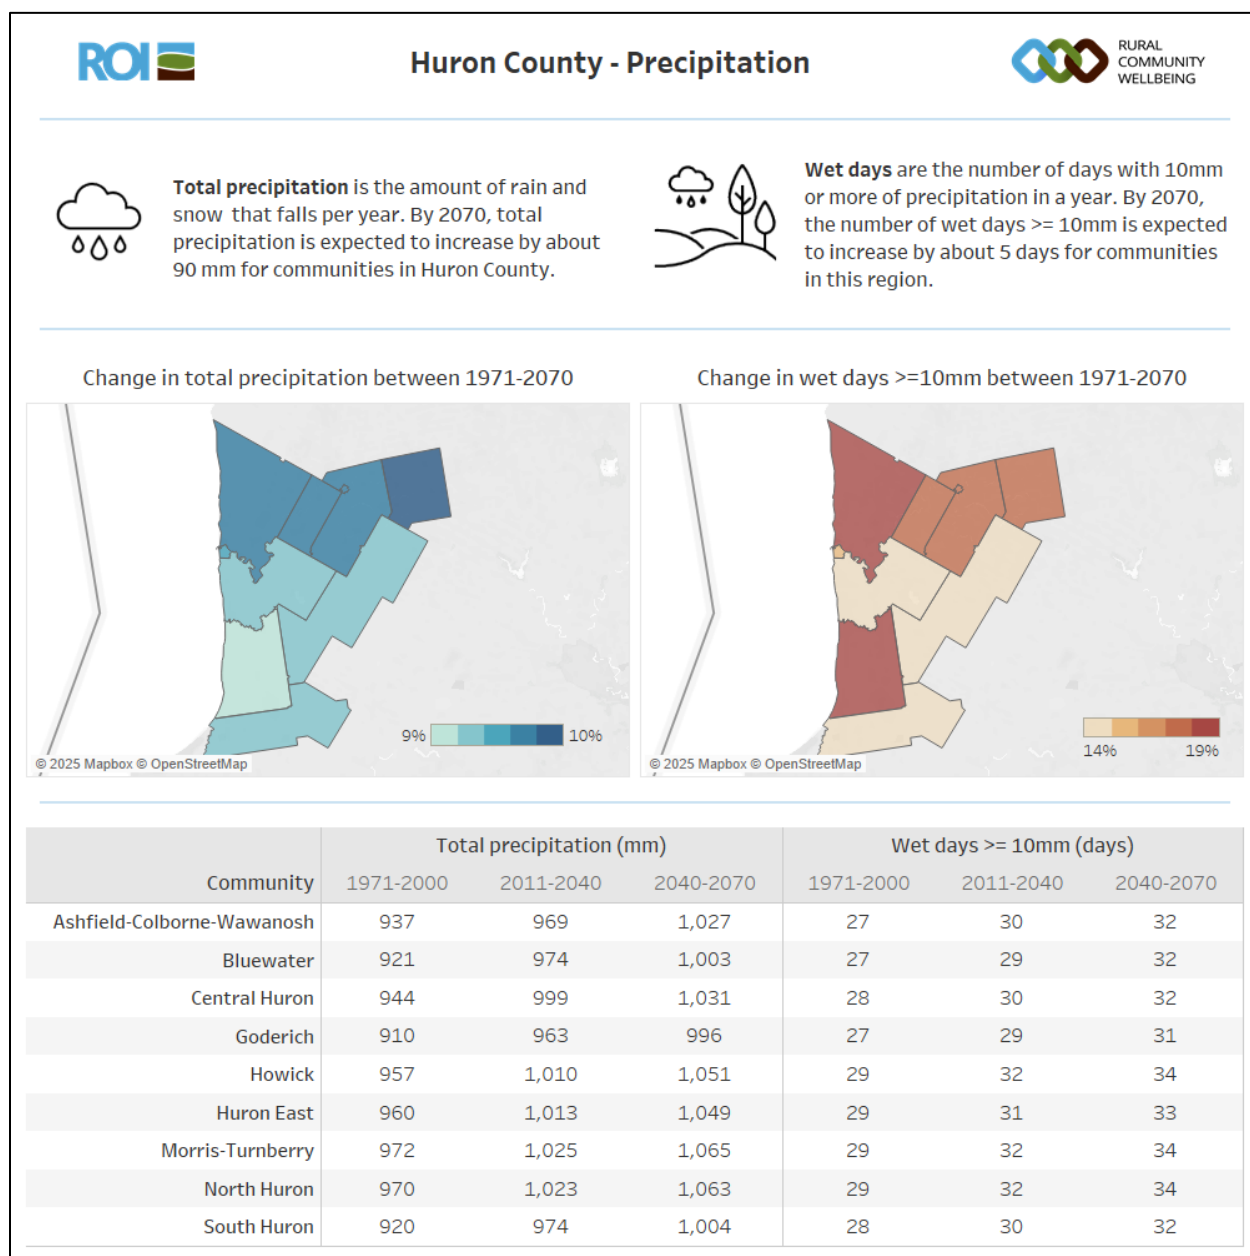 ROI
Huron County - Precipitation
RURAL
COMMUNITY
WELLBEING
Total precipitation is the amount of rain and
snow that falls per year. By 2070, total
precipitation is expected to increase by about
90 mm for communities in Huron County.
Wet days are the number of days with 10mm
or more of precipitation in a year. By 2070,
the number of wet days >= 10mm is expected
to increase by about 5 days for communities
in this region.
Change in total precipitation between 1971-2070
9% 10%
© 2025 Mapbox © OpenStreetMap
Change in wet days >=10mm between 1971-2070
14% 19%
© 2025 Mapbox © OpenStreetMap
Total precipitation (mm) Wet days >= 10mm (days)
Community 1971-2000 2011-2040 2040-2070 1971-2000 2011-2040 2040-2070
Ashfield-Colborne-Wawanosh 937 969 1,027 27 30 32
Bluewater 921 974 1,003 27 29 32
Central Huron 944 999 1,031 28 30 32
Goderich 910 963 996 27 29 31
Howick 957 1,010 1,051 29 32 34
Huron East 960 1,013 1,049 29 31 33
Morris-Turnberry 972 1,025 1,065 29 32 34
North Huron 970 1,023 1,063 29 32 34
South Huron 920 974 1,004 28 30 32